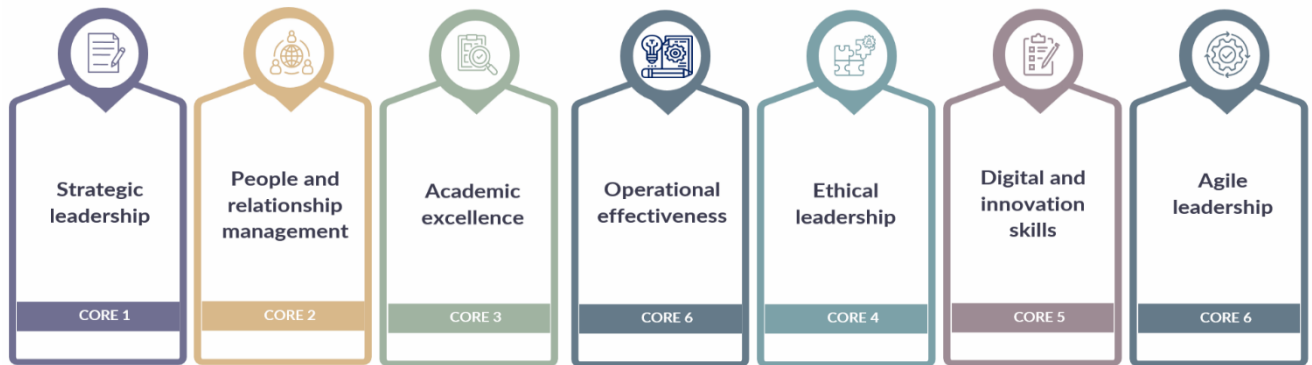 Strategic
leadership
CORE 1
People and
relationship
management
CORE 2
Academic
excellence
CORE 3
Operational
effectiveness
CORE 6
Ethical
leadership
CORE 4
Digital and
innovation
skills
CORE 5
Agile
leadership
CORE 6